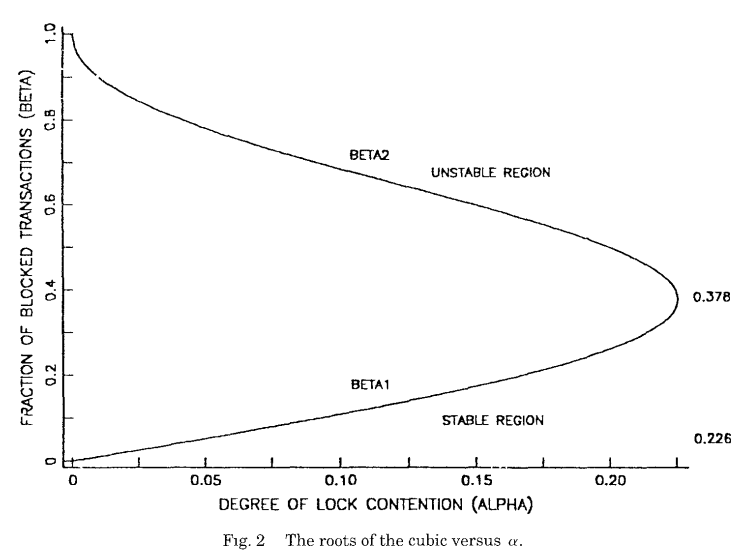 1.0
0.8
0.6
0.4
0.2
0
FRACTION OF BLOCKED TRANSACTIONS (BETA)
BETA2
UNSTABLE REGION
0.378
BETA1
STABLE REGION
0.226
0 0.05 0.10 0.15 0.20
DEGREE OF LOCK CONTENTION (ALPHA)
Fig. 2 The roots of the cubic versus α.